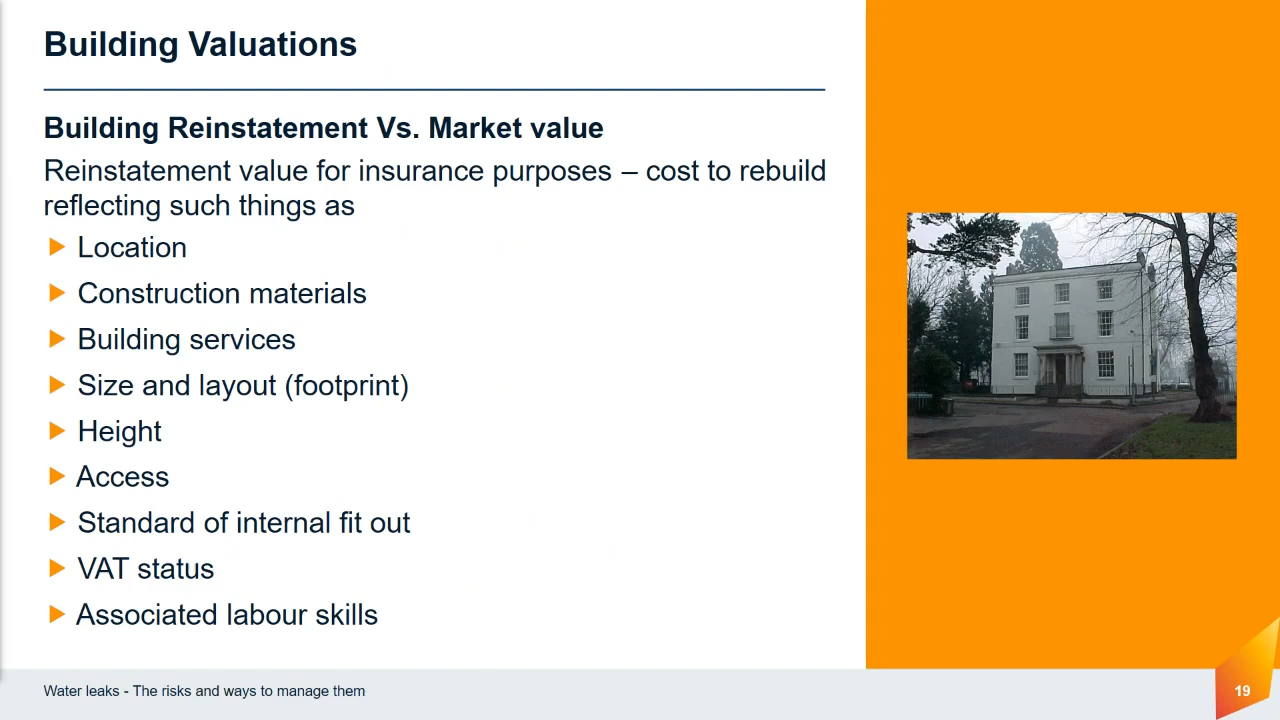 Building Valuations
Building Reinstatement Vs. Market value
Reinstatement value for insurance purposes – cost to rebuild
reflecting such things as
Location
Construction materials
Building services
Size and layout (footprint)
Height
Access
Standard of internal fit out
VAT status
Associated labour skills
Water leaks - The risks and ways to manage them
19